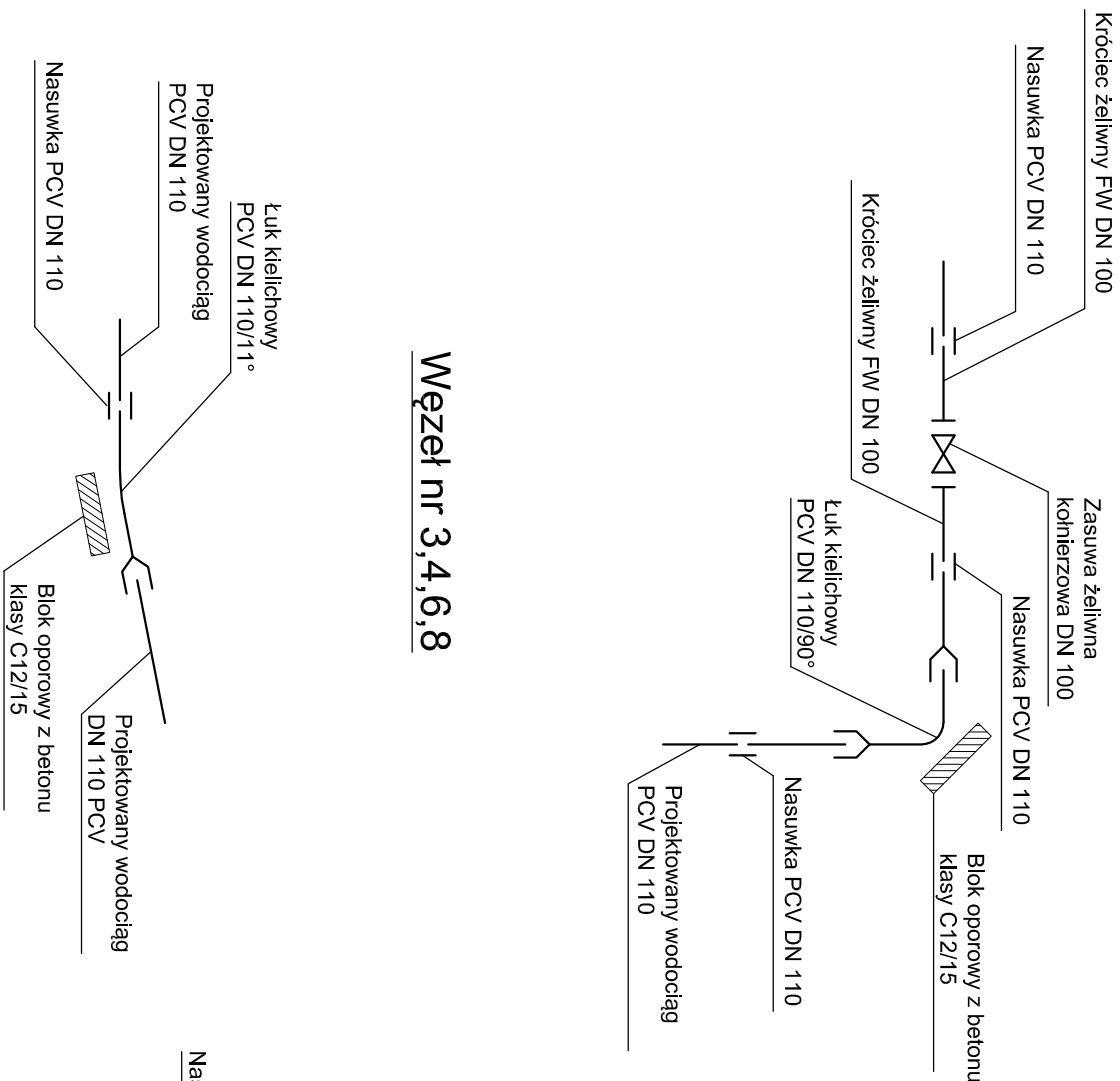 Króciec żeliwny FW DN 100
Nasuwka PCV DN 110
Zasuwa żeliwna
kołnierzowa DN 100
Nasuwka PCV DN 110
Blok oporowy z betonu
klasy C12/15
Króciec żeliwny FW DN 100
Łuk kielichowy
PCV DN 110/90°
Nasuwka PCV DN 110
Projektowany wodociąg
PCV DN 110
Węzeł nr 3,4,6,8
Łuk kielichowy
PCV DN 110/11°
Projektowany wodociąg
PCV DN 110
Nasuwka PCV DN 110
Projektowany wodociąg
DN 110 PCV
Blok oporowy z betonu
klasy C12/15